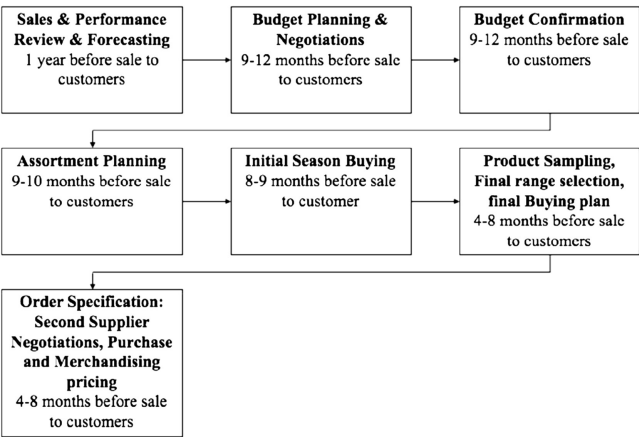 Sales & Performance
Review & Forecasting
1 year before sale to
customers
Budget Planning &
Negotiations
9-12 months before sale
to customers
Budget Confirmation
9-12 months before sale
to customers
Assortment Planning
9-10 months before sale
to customers
Initial Season Buying
8-9 months before sale to
customer
Product Sampling,
Final range selection,
final Buying plan
4-8 months before sale
to customers
Order Specification:
Second Supplier
Negotiations, Purchase
and Merchandising
pricing
4-8 months before sale
to customers